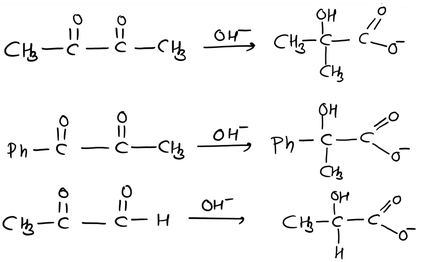 O O OH O
CH3 — C — C — CH3 OH⁻ CH3 — C — C O⁻
CH3
O O OH O
Ph — C — C — CH3 OH⁻ Ph — C — C O⁻
CH3
O O OH O
CH3 — C — C — H OH⁻ CH3 — C — C O⁻
H